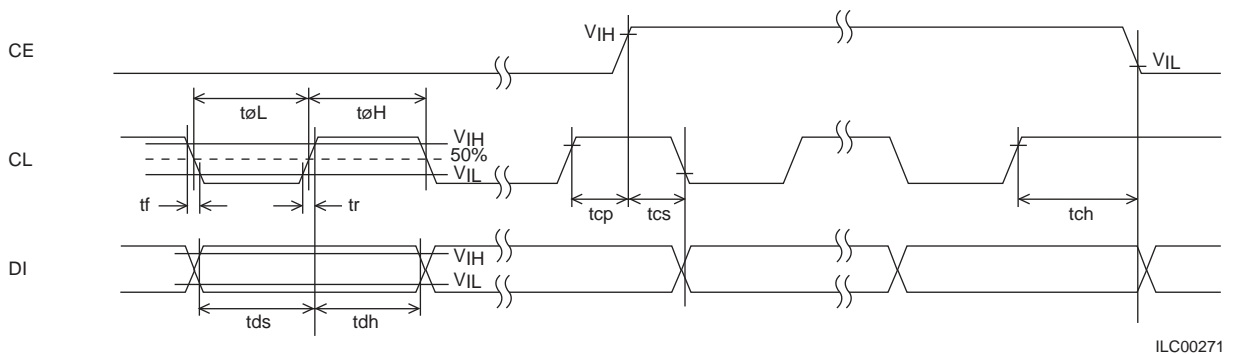 CE
VIH
VIL
tøL
tøH
CL
VIH
50%
VIL
tf
tr
tcp
tcs
tch
DI
VIH
VIL
tds
tdh
ILC00271